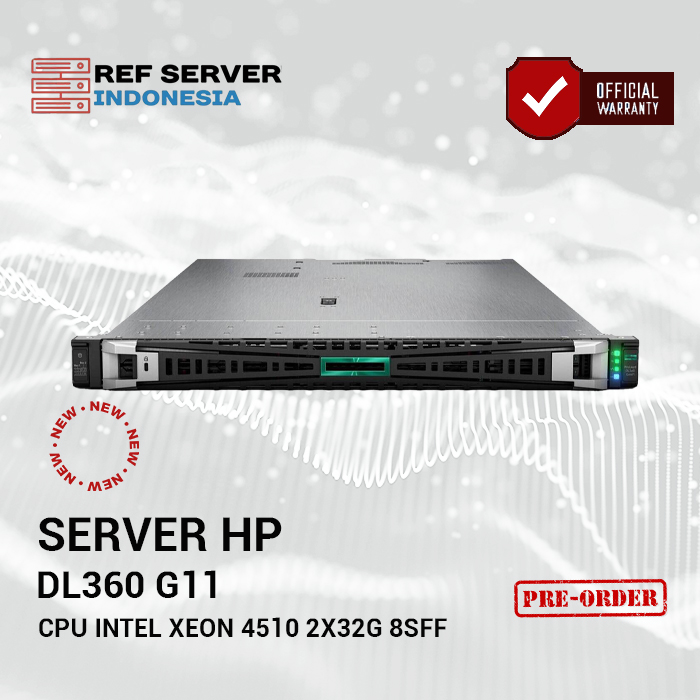 REF SERVER
INDONESIA
OFFICIAL
WARRANTY
NEW • NEW • NEW • NEW • NEW •
SERVER HP
DL360 G11
PRE-ORDER
CPU INTEL XEON 4510 2X32G 8SFF